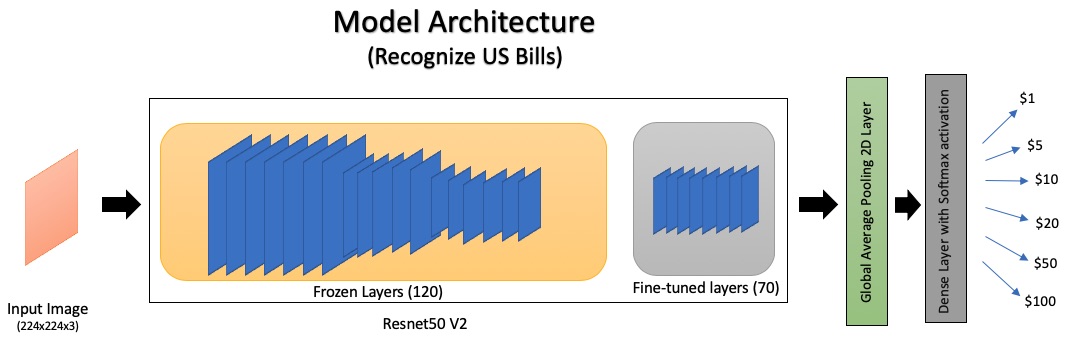 Model Architecture
(Recognize US Bills)
Input Image
(224x224x3)
Frozen Layers (120)
Fine-tuned layers (70)
Resnet50 V2
Global Average Pooling 2D Layer
Dense Layer with Softmax activation
$1
$5
$10
$20
$50
$100